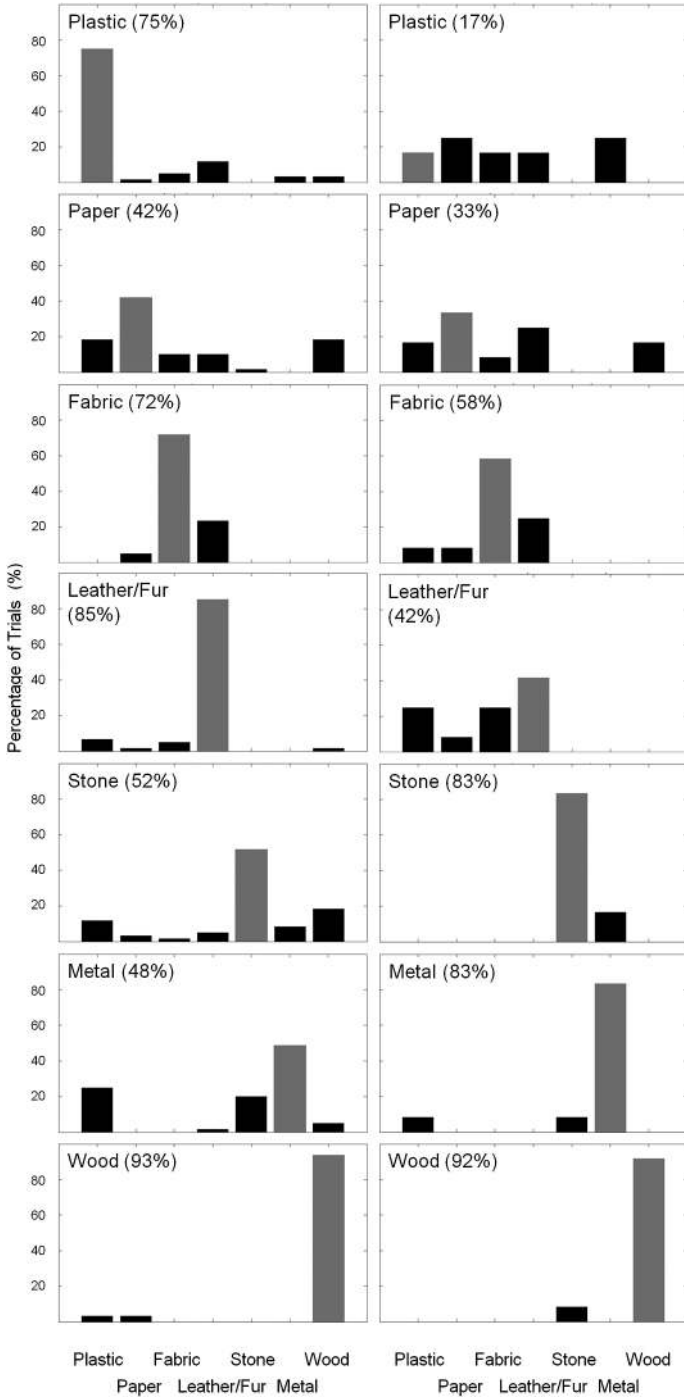 Plastic (75%)
Plastic (17%)
80
60
40
20
Paper (42%)
Paper (33%)
80
60
40
20
Fabric (72%)
Fabric (58%)
80
60
40
20
Leather/Fur
(85%)
Leather/Fur
(42%)
80
60
40
20
Stone (52%)
Stone (83%)
80
60
40
20
Metal (48%)
Metal (83%)
80
60
40
20
Wood (93%)
Wood (92%)
80
60
40
20
Percentage of Trials (%)
Plastic Fabric Stone Wood Plastic Fabric Stone Wood
Paper Leather/Fur Metal Paper Leather/Fur Metal